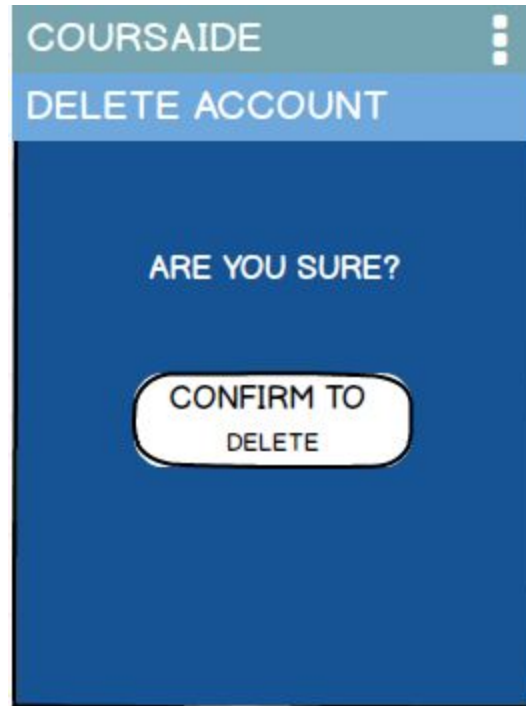 COURSAIDE
DELETE ACCOUNT
ARE YOU SURE?
CONFIRM TO
DELETE